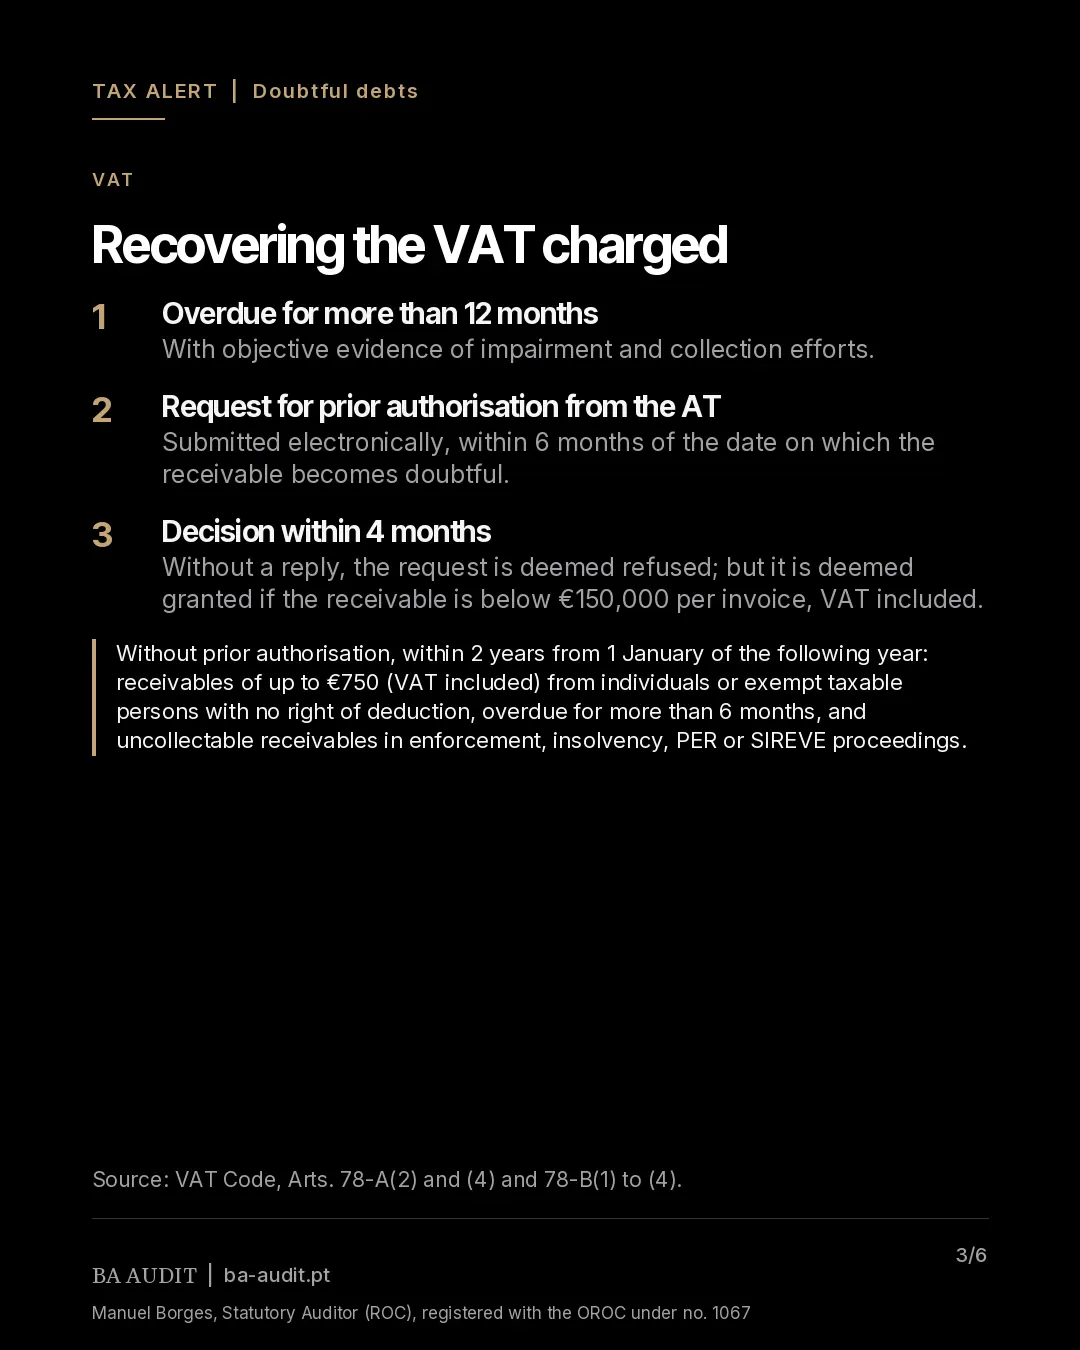 TAX ALERT | Doubtful debts
VAT
Recovering the VAT charged
1 Overdue for more than 12 months
With objective evidence of impairment and collection efforts.
2 Request for prior authorisation from the AT
Submitted electronically, within 6 months of the date on which the
receivable becomes doubtful.
3 Decision within 4 months
Without a reply, the request is deemed refused; but it is deemed
granted if the receivable is below €150,000 per invoice, VAT included.
Without prior authorisation, within 2 years from 1 January of the following year:
receivables of up to €750 (VAT included) from individuals or exempt taxable
persons with no right of deduction, overdue for more than 6 months, and
uncollectable receivables in enforcement, insolvency, PER or SIREVE proceedings.
Source: VAT Code, Arts. 78-A(2) and (4) and 78-B(1) to (4).
3/6
BA AUDIT | ba-audit.pt
Manuel Borges, Statutory Auditor (ROC), registered with the OROC under no. 1067